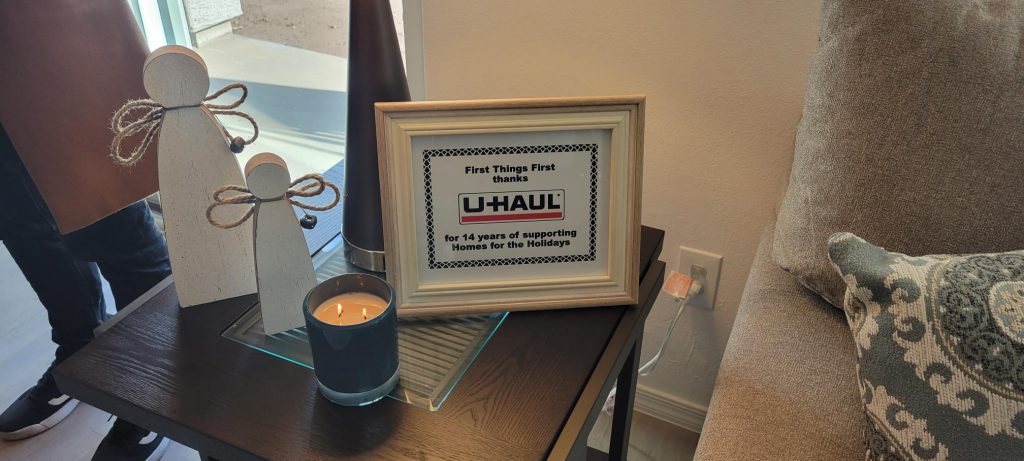 First Things First
thanks
U-HAUL
for 14 years of supporting
Homes for the Holidays